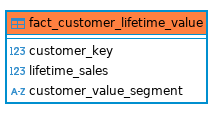 fact_customer_lifetime_value
123 customer_key
123 lifetime_sales
A-Z customer_value_segment